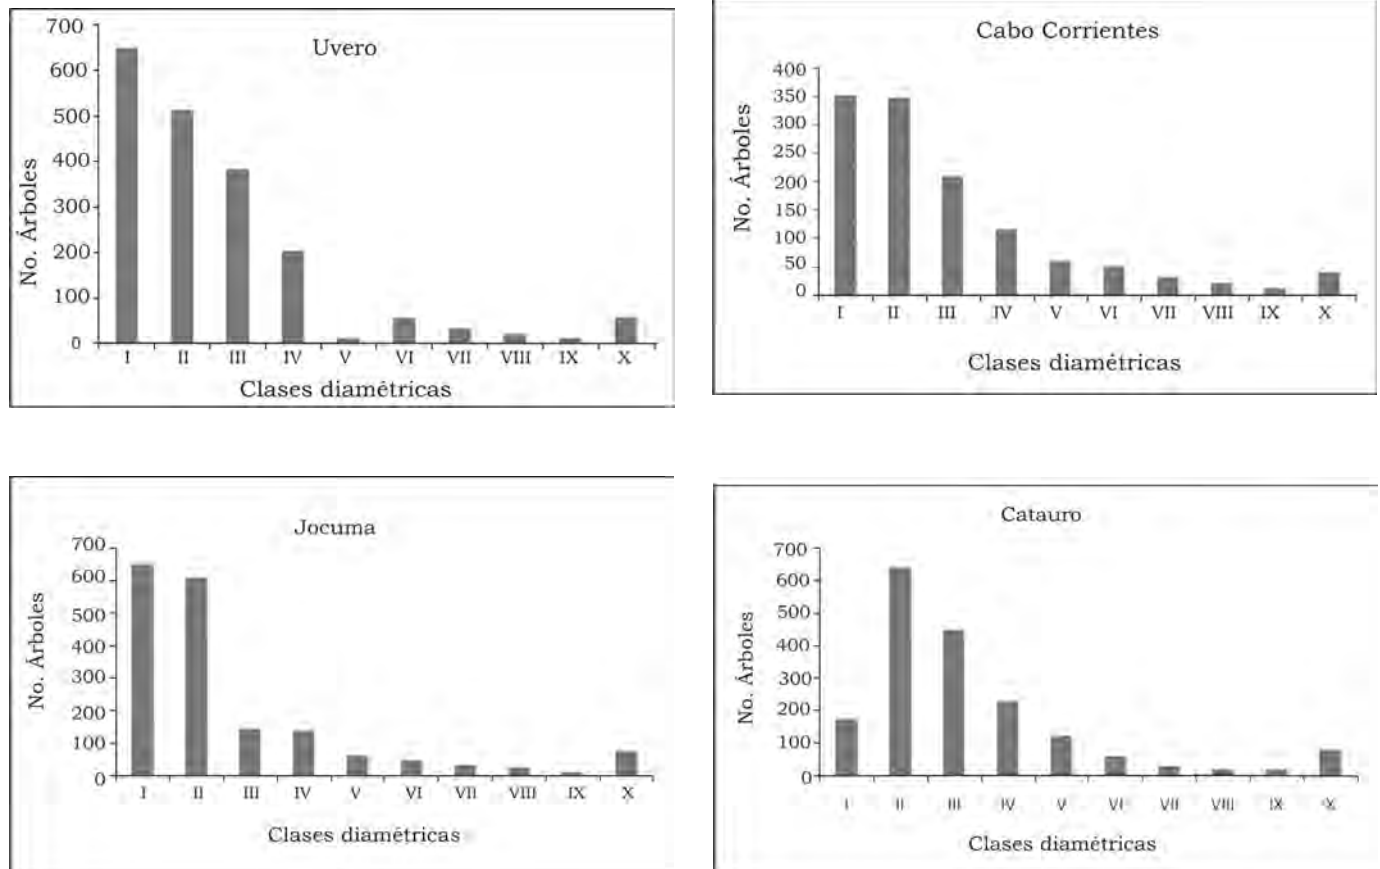 Uvero
700
600
500
400
300
200
100
0
No. Árboles
I II III IV V VI VII VIII IX X
Clases diamétricas
Cabo Corrientes
400
350
300
250
200
150
100
50
0
No. Árboles
I II III IV V VI VII VIII IX X
Clases diamétricas
Jocuma
700
600
500
400
300
200
100
0
No. Árboles
I II III IV V VI VII VIII IX X
Clases diamétricas
Catauro
700
600
500
400
300
200
100
0
No. Árboles
I II III IV V VI VII VIII IX X
Clases diamétricas